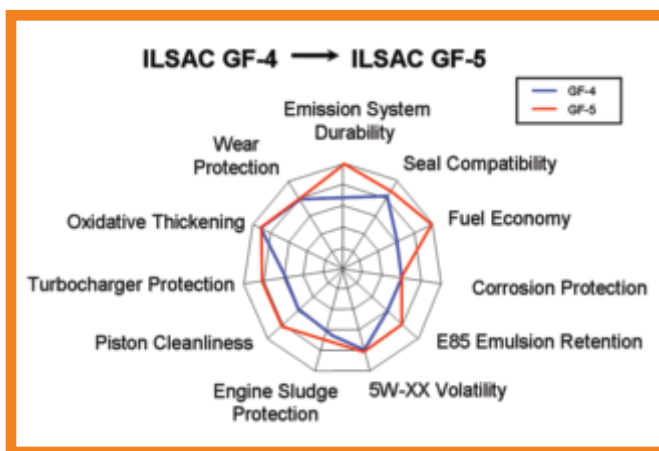 ILSAC GF-4 → ILSAC GF-5
GF-4
GF-5
Emission System
Durability
Wear
Protection
Seal Compatibility
Oxidative Thickening
Fuel Economy
Turbocharger Protection
Corrosion Protection
Piston Cleanliness
E85 Emulsion Retention
Engine Sludge
Protection
5W-XX Volatility